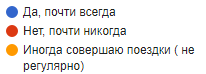 Да, почти всегда
Нет, почти никогда
Иногда совершаю поездки ( не
регулярно)